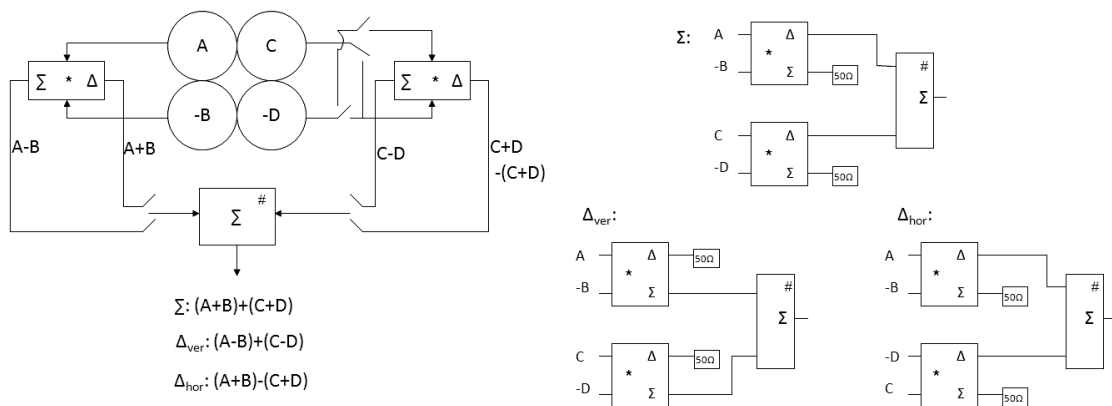 A C
Σ * Δ
Σ * Δ
-B -D
A-B
A+B
C-D
C+D
-(C+D)
#
Σ
Σ: (A+B)+(C+D)
Δver: (A-B)+(C-D)
Δhor: (A+B)-(C+D)
Σ:
A
Δ
*
-B
Σ
50Ω
#
Σ
C
Δ
*
-D
Σ
50Ω
Δver:
A
Δ
50Ω
*
-B
Σ
#
Σ
C
Δ
50Ω
*
-D
Σ
Δhor:
A
Δ
*
-B
Σ
50Ω
#
Σ
-D
Δ
*
C
Σ
50Ω